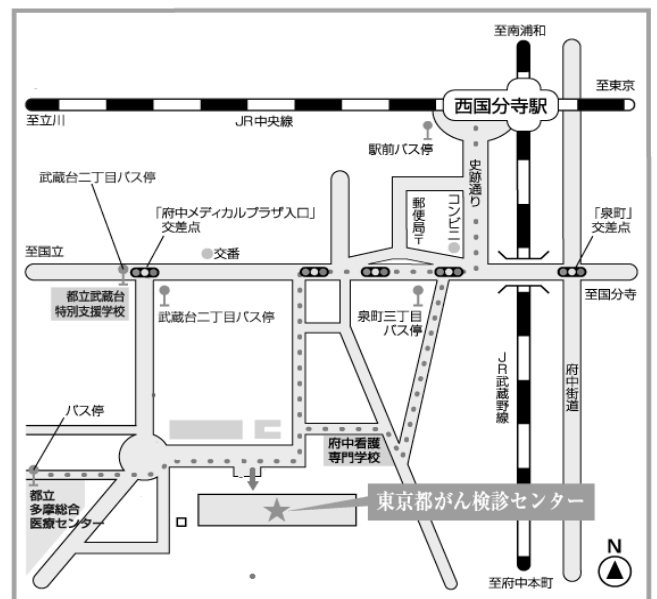 至南浦和
至東京
西国分寺駅
至立川
JR中央線
駅前バス停
史跡通り
武蔵台二丁目バス停
「府中メディカルプラザ入口」
交差点
郵便局〒
コンビニ
「泉町」
交差点
至国立
交番
至国分寺
都立武蔵台
特別支援学校
武蔵台二丁目バス停
泉町三丁目
バス停
JR武蔵野線
府中街道
バス停
府中看護
専門学校
都立
多摩総合
医療センター
東京都がん検診センター
N
至府中本町